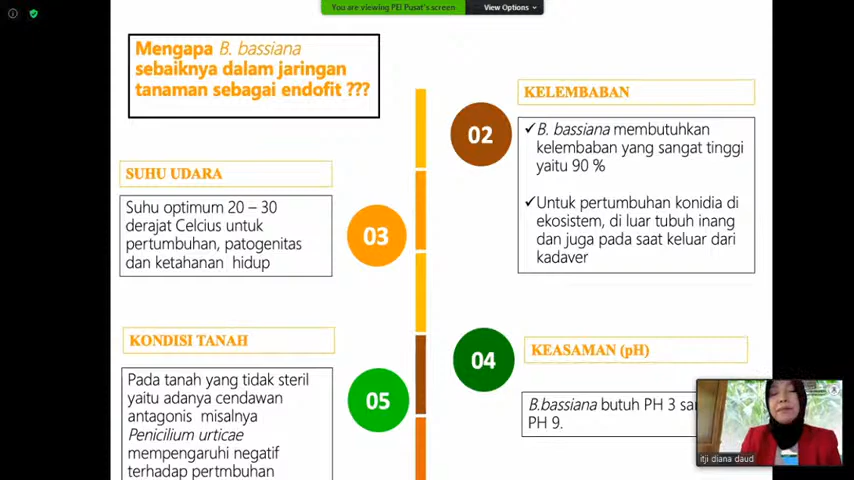 You are viewing PEI Pusat's screen
View Options
Mengapa B. bassiana
sebaiknya dalam jaringan
tanaman sebagai endofit ???
KELEMBABAN
02
✓B. bassiana membutuhkan
kelembaban yang sangat tinggi
yaitu 90 %
✓Untuk pertumbuhan konidia di
ekosistem, di luar tubuh inang
dan juga pada saat keluar dari
kadaver
SUHU UDARA
Suhu optimum 20 – 30
derajat Celcius untuk
pertumbuhan, patogenitas
dan ketahanan hidup
03
KEASAMAN (pH)
04
B.bassiana butuh PH 3
PH 9.
KONDISI TANAH
Pada tanah yang tidak steril
yaitu adanya cendawan
antagonis misalnya
Penicilium urticae
mempengaruhi negatif
terhadap pertmbuhan
05
itji diana daud